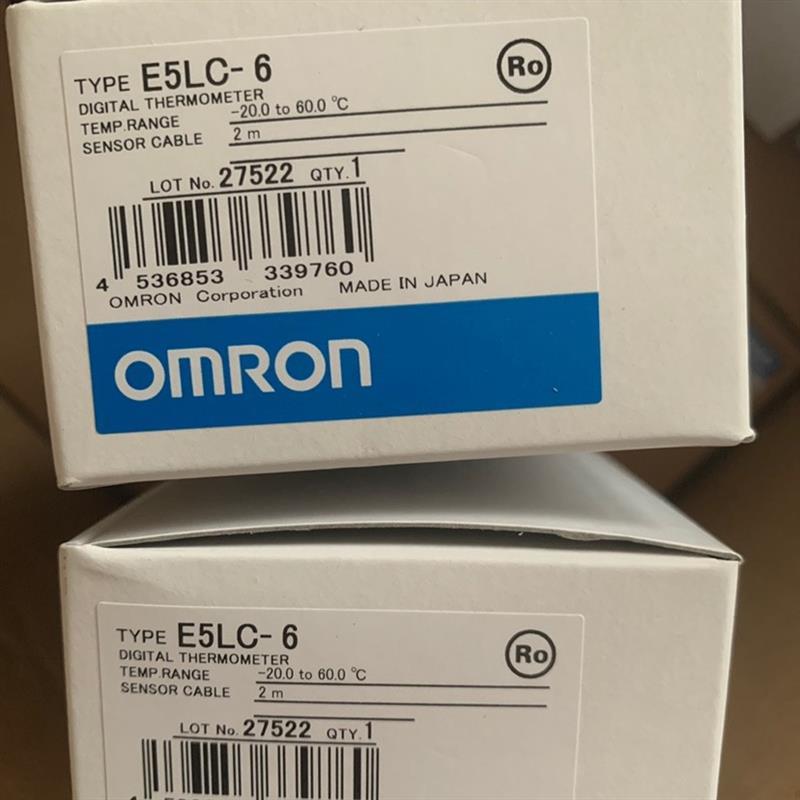 TYPE E5LC-6
Ro
DIGITAL THERMOMETER
TEMP.RANGE -20.0 to 60.0 °C
SENSOR CABLE 2 m
LOT No. 27522 QTY.1
4 536853 339760
OMRON Corporation MADE IN JAPAN
OMRON
TYPE E5LC-6
Ro
DIGITAL THERMOMETER
TEMP.RANGE -20.0 to 60.0 °C
SENSOR CABLE 2 m
LOT No. 27522 QTY.1